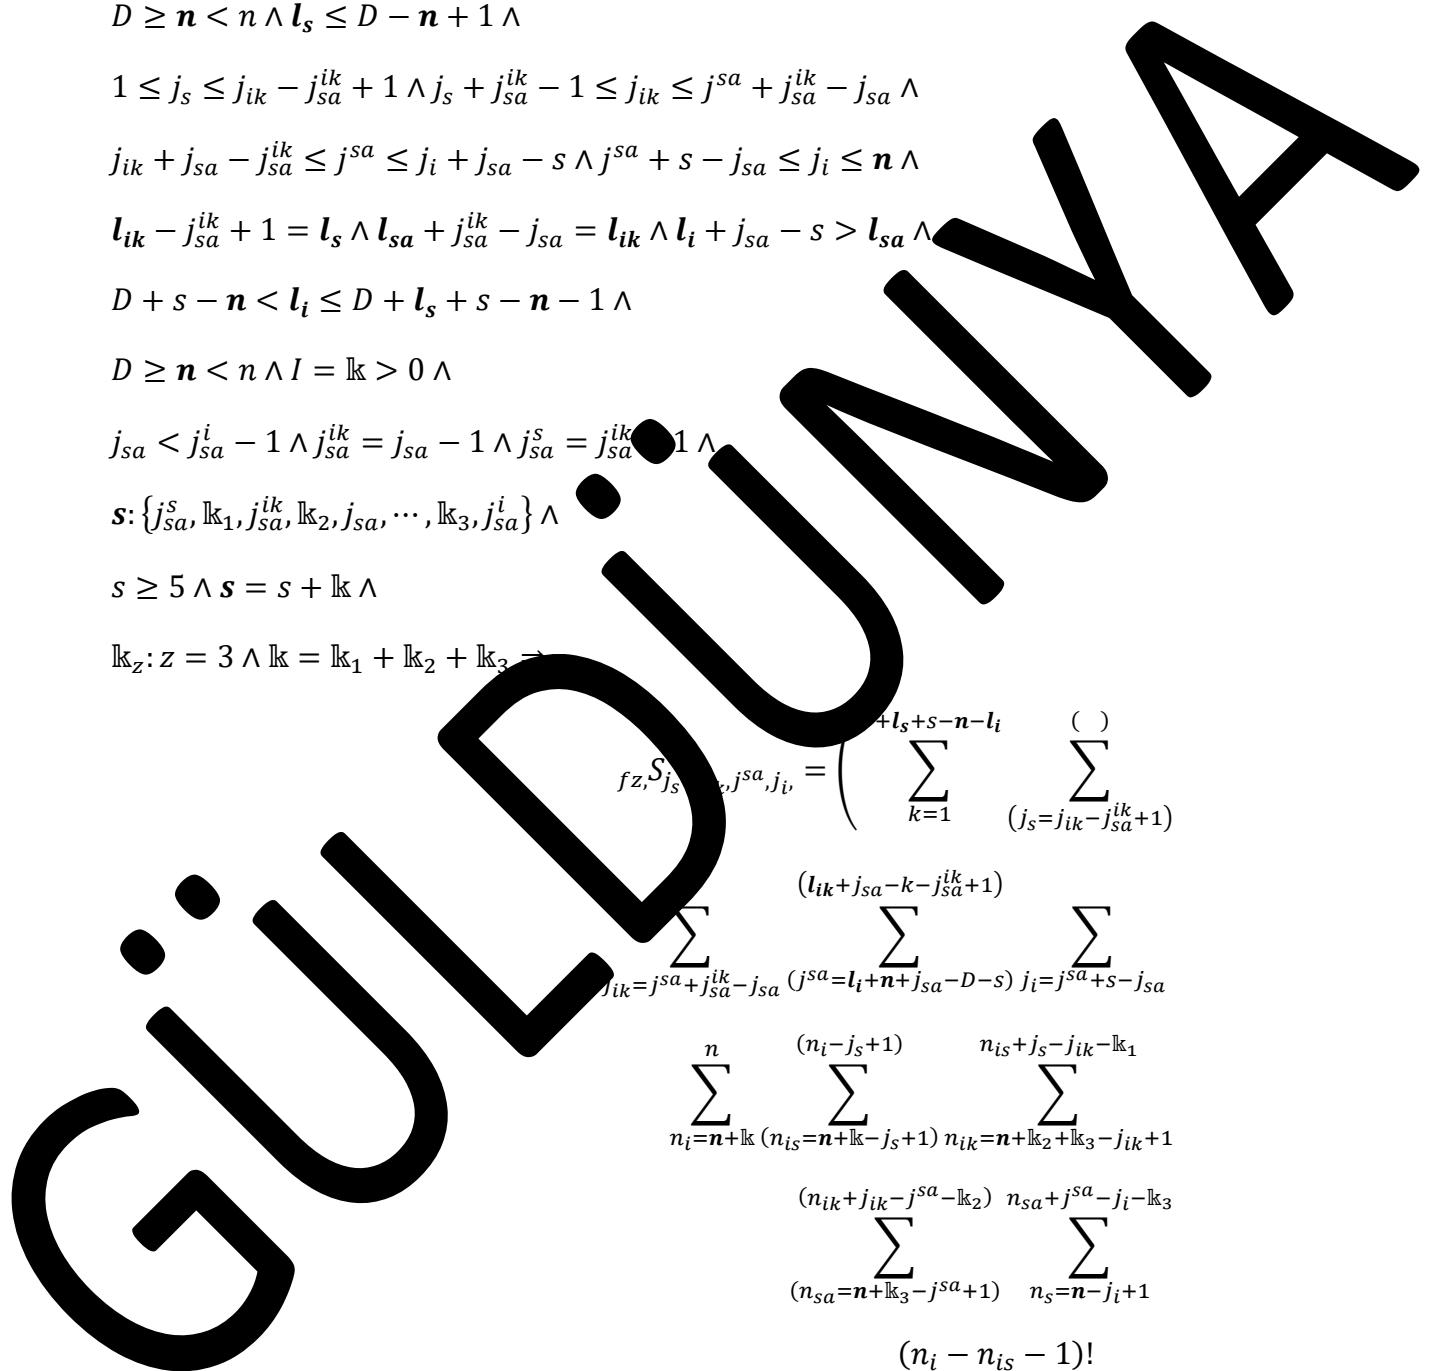 D ≥ n < n ∧ l_s ≤ D − n + 1 ∧
1 ≤ j_s ≤ j_ik − j_sa^ik + 1 ∧ j_s + j_sa^ik − 1 ≤ j_ik ≤ j^sa + j_sa^ik − j_sa ∧
j_ik + j_sa − j_sa^ik ≤ j^sa ≤ j_i + j_sa − s ∧ j^sa + s − j_sa ≤ j_i ≤ n ∧
l_ik − j_sa^ik + 1 = l_s ∧ l_sa + j_sa^ik − j_sa = l_ik ∧ l_i + j_sa − s > l_sa ∧
D + s − n < l_i ≤ D + l_s + s − n − 1 ∧
D ≥ n < n ∧ I = 𝕜 > 0 ∧
j_sa < j_sa^i − 1 ∧ j_sa^ik = j_sa − 1 ∧ j_sa^s = j_sa^ik 1 ∧
s: {j_sa^s, 𝕜_1, j_sa^ik, 𝕜_2, j_sa, ⋯ , 𝕜_3, j_sa^i} ∧
s ≥ 5 ∧ s = s + 𝕜 ∧
𝕜_z: z = 3 ∧ 𝕜 = 𝕜_1 + 𝕜_2 + 𝕜_3 ⇒
+l_s+s−n−l_i ( )
fz,S_j_s ,j^sa,j_i, = ( ∑ ∑
k=1 (j_s=j_ik−j_sa^ik+1)
(l_ik+j_sa−k−j_sa^ik+1)
∑ ∑ ∑
j_ik=j^sa+j_sa^ik−j_sa (j^sa=l_i+n+j_sa−D−s) j_i=j^sa+s−j_sa
n (n_i−j_s+1) n_is+j_s−j_ik−𝕜_1
∑ ∑ ∑
n_i=n+𝕜 (n_is=n+𝕜−j_s+1) n_ik=n+𝕜_2+𝕜_3−j_ik+1
(n_ik+j_ik−j^sa−𝕜_2) n_sa+j^sa−j_i−𝕜_3
∑ ∑
(n_sa=n+𝕜_3−j^sa+1) n_s=n−j_i+1
(n_i − n_is − 1)!
GÜLDÜNYA